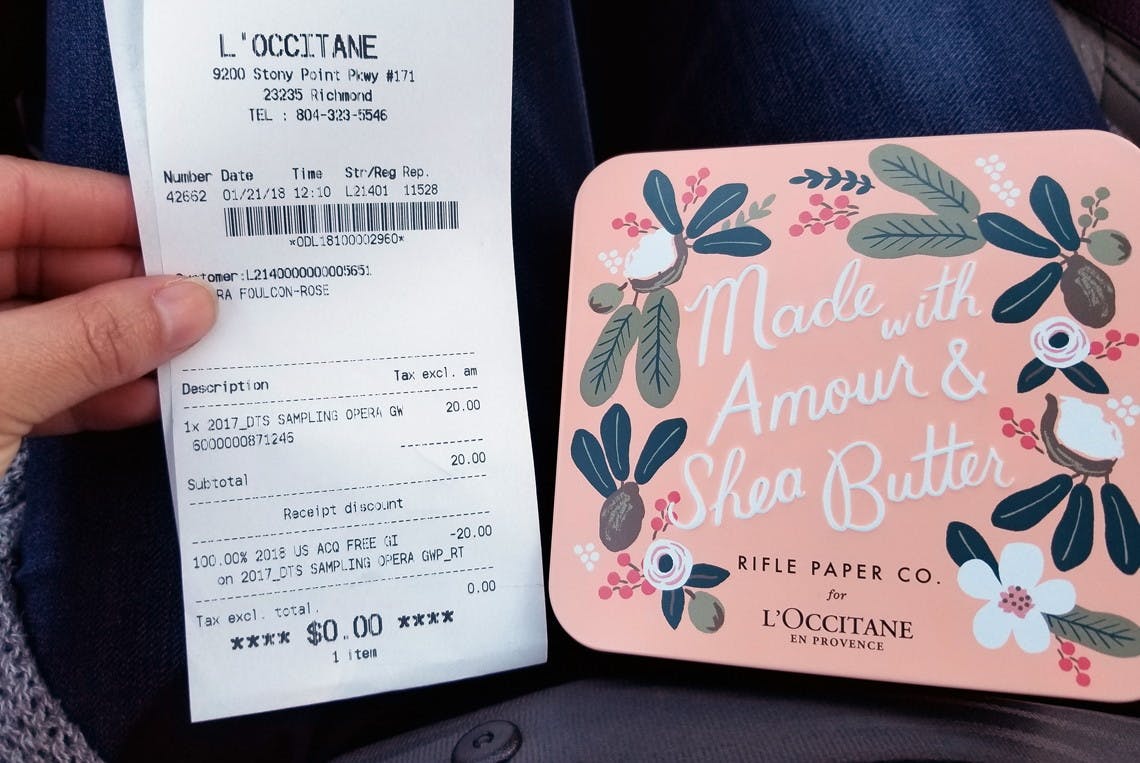 L'OCCITANE
9200 Stony Point Pkwy #171
23235 Richmond
TEL : 804-323-5546
Number Date Time Str/Reg Rep.
42662 01/21/18 12:10 L21401 11528
*ODL18100002960*
Customer:L2140000000005651
RA FOULCON-ROSE
Description Tax excl. am
1x 2017_DTS SAMPLING OPERA GW 20.00
6000000871246
20.00
Subtotal
Receipt discount
100.00% 2018 US ACQ FREE GI -20.00
on 2017_DTS SAMPLING OPERA GWP_RT
0.00
Tax excl. total.
**** $0.00 ****
1 item
Made with
Amour &
Shea Butter
RIFLE PAPER CO.
for
L'OCCITANE
EN PROVENCE